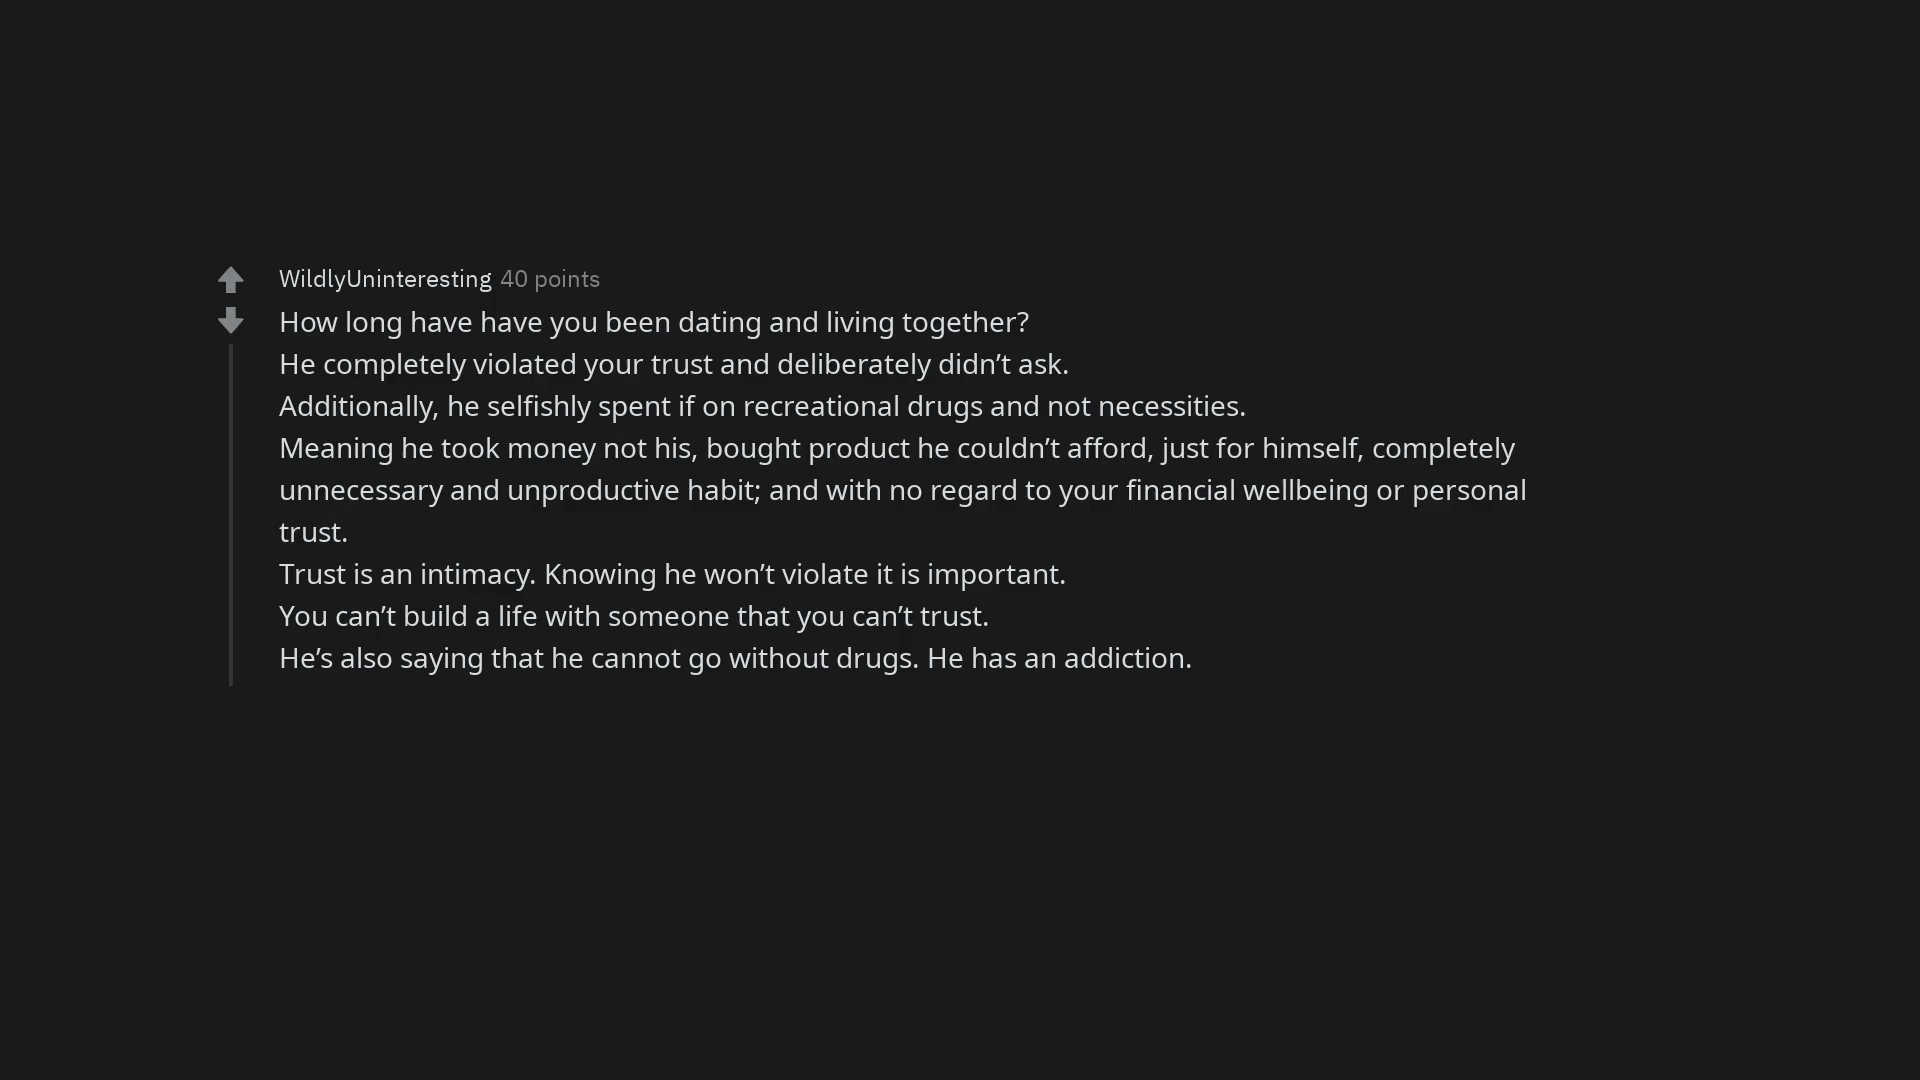 WildlyUninteresting 40 points
How long have have you been dating and living together?
He completely violated your trust and deliberately didn’t ask.
Additionally, he selfishly spent if on recreational drugs and not necessities.
Meaning he took money not his, bought product he couldn’t afford, just for himself, completely
unnecessary and unproductive habit; and with no regard to your financial wellbeing or personal
trust.
Trust is an intimacy. Knowing he won’t violate it is important.
You can’t build a life with someone that you can’t trust.
He’s also saying that he cannot go without drugs. He has an addiction.